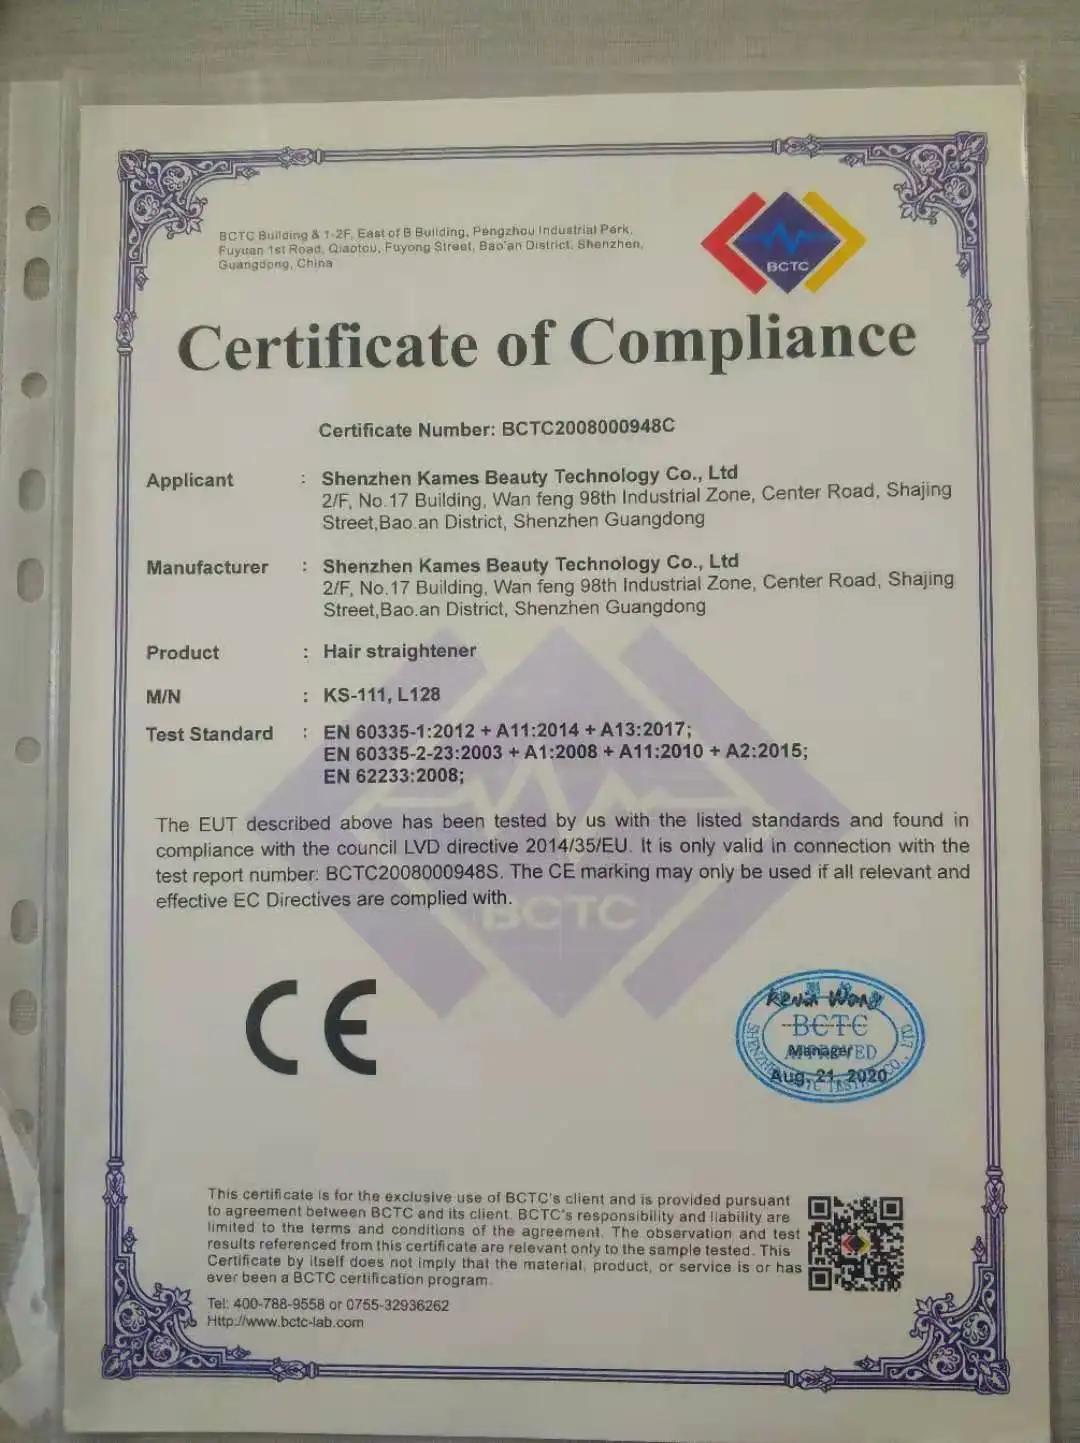 BCTC Building & 1-2F, East of B Building, Pengzhou Industrial Park,
Fuyuan 1st Road, Qiaotou, Fuyong Street, Bao'an District, Shenzhen,
Guangdong, China
BCTC
Certificate of Compliance
Certificate Number: BCTC2008000948C
Applicant : Shenzhen Kames Beauty Technology Co., Ltd
2/F, No.17 Building, Wan feng 98th Industrial Zone, Center Road, Shajing
Street,Bao.an District, Shenzhen Guangdong
Manufacturer : Shenzhen Kames Beauty Technology Co., Ltd
2/F, No.17 Building, Wan feng 98th Industrial Zone, Center Road, Shajing
Street,Bao.an District, Shenzhen Guangdong
Product : Hair straightener
M/N : KS-111, L128
Test Standard : EN 60335-1:2012 + A11:2014 + A13:2017;
EN 60335-2-23:2003 + A1:2008 + A11:2010 + A2:2015;
EN 62233:2008;
The EUT described above has been tested by us with the listed standards and found in
compliance with the council LVD directive 2014/35/EU. It is only valid in connection with the
test report number: BCTC2008000948S. The CE marking may only be used if all relevant and
effective EC Directives are complied with.
BCTC
CE
Kevin Wang
BCTC
APPROVED
Manager
Aug. 21, 2020
This certificate is for the exclusive use of BCTC's client and is provided pursuant
to agreement between BCTC and its client. BCTC's responsibility and liability are
limited to the terms and conditions of the agreement. The observation and test
results referenced from this certificate are relevant only to the sample tested. This
Certificate by itself does not imply that the material, product, or service is or has
ever been a BCTC certification program.
Tel: 400-788-9558 or 0755-32936262
Http://www.bctc-lab.com